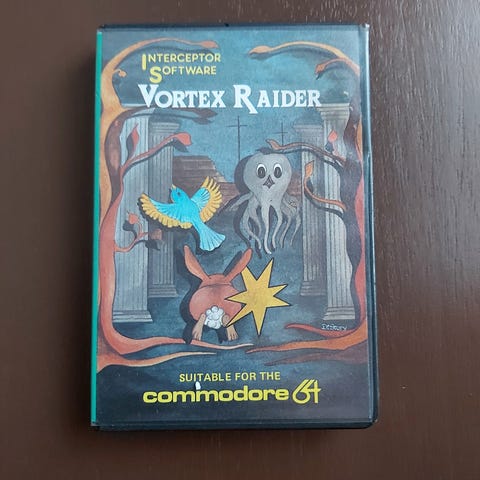 INTERCEPTOR
SOFTWARE
VORTEX RAIDER
SUITABLE FOR THE
commodore 64